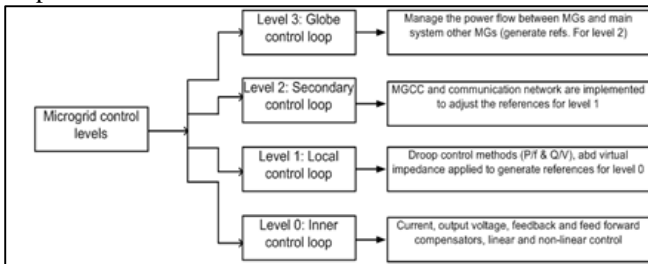 Level 3: Globe
control loop
Manage the power flow between MGs and main
system other MGs (generate refs. For level 2)
Level 2: Secondary
control loop
MGCC and communication network are implemented
to adjust the references for level 1
Microgrid control
levels
Level 1: Local
control loop
Droop control methods (P/f & Q/V), abd virtual
impedance applied to generate references for level 0
Level 0: Inner
control loop
Current, output voltage, feedback and feed forward
compensators, linear and non-linear control